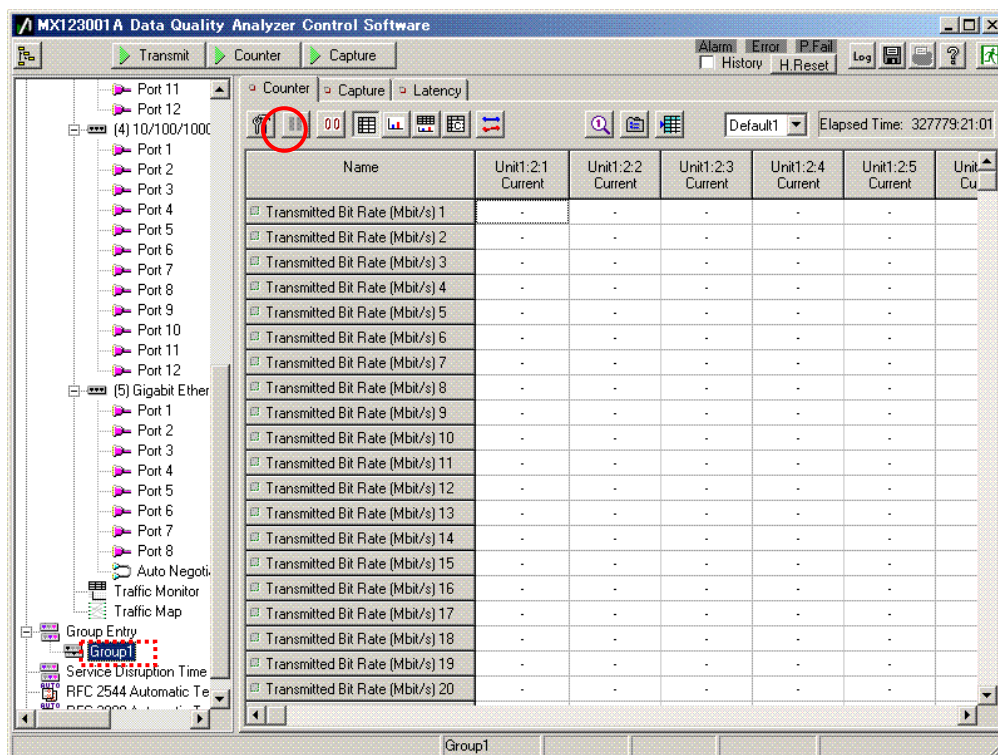 MX123001A Data Quality Analyzer Control Software
Transmit
Counter
Capture
Alarm
Error
P.Fail
History
H.Reset
Log
Port 11
Port 12
(4) 10/100/1000
Port 1
Port 2
Port 3
Port 4
Port 5
Port 6
Port 7
Port 8
Port 9
Port 10
Port 11
Port 12
(5) Gigabit Ether
Port 1
Port 2
Port 3
Port 4
Port 5
Port 6
Port 7
Port 8
Auto Negoti
Traffic Monitor
Traffic Map
Group Entry
Group1
Service Disruption Time
AUTO
RFC 2544 Automatic Te
AUTO
Counter
Capture
Latency
Default1
Elapsed Time: 327779:21:01
Name
Unit1:2:1 Current
Unit1:2:2 Current
Unit1:2:3 Current
Unit1:2:4 Current
Unit1:2:5 Current
Unit Cu
Transmitted Bit Rate (Mbit/s) 1 - - - - -
Transmitted Bit Rate (Mbit/s) 2 - - - - -
Transmitted Bit Rate (Mbit/s) 3 - - - - -
Transmitted Bit Rate (Mbit/s) 4 - - - - -
Transmitted Bit Rate (Mbit/s) 5 - - - - -
Transmitted Bit Rate (Mbit/s) 6 - - - - -
Transmitted Bit Rate (Mbit/s) 7 - - - - -
Transmitted Bit Rate (Mbit/s) 8 - - - - -
Transmitted Bit Rate (Mbit/s) 9 - - - - -
Transmitted Bit Rate (Mbit/s) 10 - - - - -
Transmitted Bit Rate (Mbit/s) 11 - - - - -
Transmitted Bit Rate (Mbit/s) 12 - - - - -
Transmitted Bit Rate (Mbit/s) 13 - - - - -
Transmitted Bit Rate (Mbit/s) 14 - - - - -
Transmitted Bit Rate (Mbit/s) 15 - - - - -
Transmitted Bit Rate (Mbit/s) 16 - - - - -
Transmitted Bit Rate (Mbit/s) 17 - - - - -
Transmitted Bit Rate (Mbit/s) 18 - - - - -
Transmitted Bit Rate (Mbit/s) 19 - - - - -
Transmitted Bit Rate (Mbit/s) 20 - - - - -
Group1